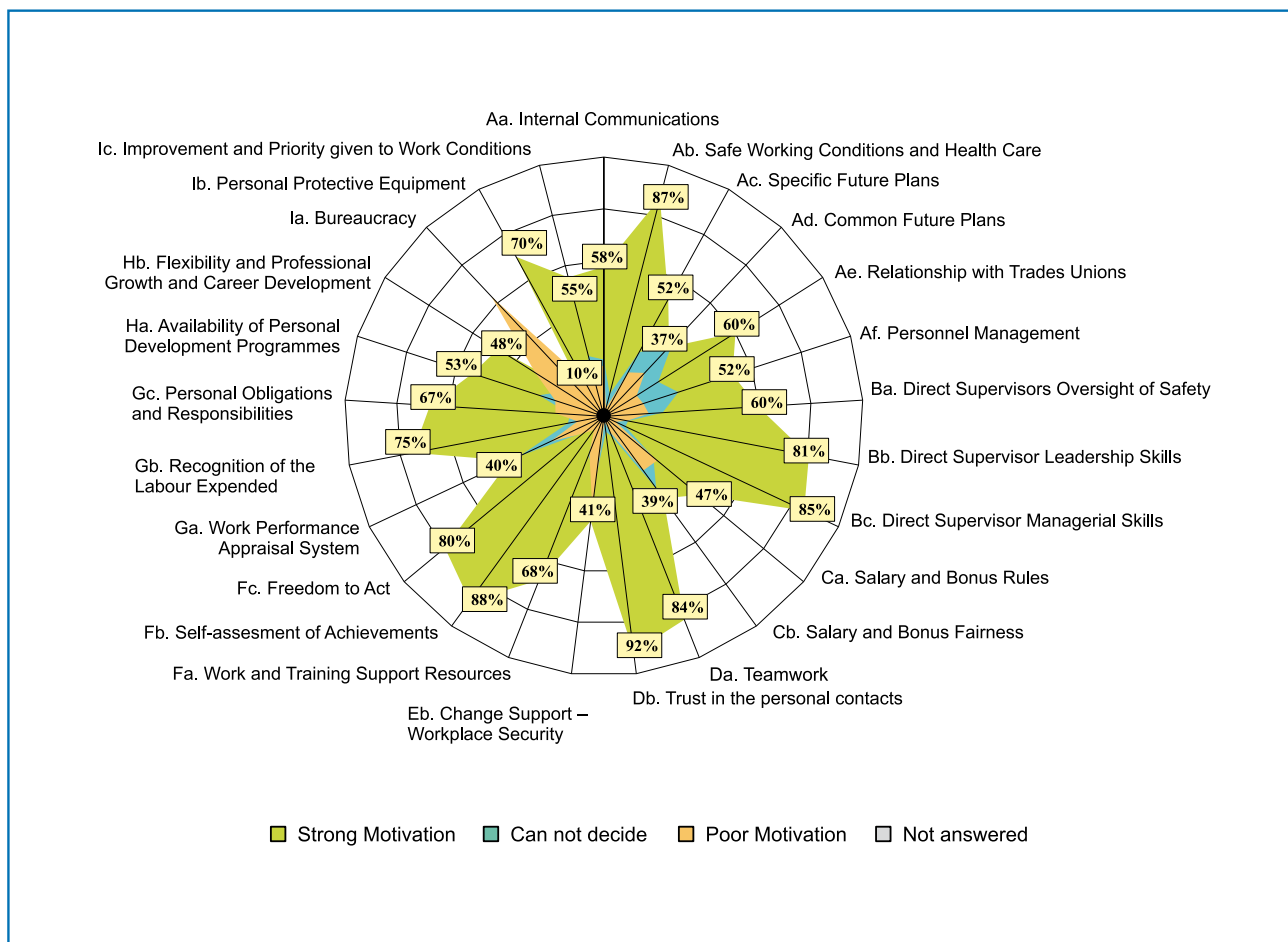 Aa. Internal Communications
Ab. Safe Working Conditions and Health Care
Ac. Specific Future Plans
Ad. Common Future Plans
Ae. Relationship with Trades Unions
Af. Personnel Management
Ba. Direct Supervisors Oversight of Safety
Bb. Direct Supervisor Leadership Skills
Bc. Direct Supervisor Managerial Skills
Ca. Salary and Bonus Rules
Cb. Salary and Bonus Fairness
Da. Teamwork
Db. Trust in the personal contacts
Eb. Change Support –
Workplace Security
Fa. Work and Training Support Resources
Fb. Self-assesment of Achievements
Fc. Freedom to Act
Ga. Work Performance
Appraisal System
Gb. Recognition of the
Labour Expended
Gc. Personal Obligations
and Responsibilities
Ha. Availability of Personal
Development Programmes
Hb. Flexibility and Professional
Growth and Career Development
Ia. Bureaucracy
Ib. Personal Protective Equipment
Ic. Improvement and Priority given to Work Conditions
58%
87%
52%
37%
60%
52%
60%
81%
85%
47%
39%
84%
92%
41%
68%
88%
80%
40%
75%
67%
53%
48%
10%
70%
55%
Strong Motivation
Can not decide
Poor Motivation
Not answered